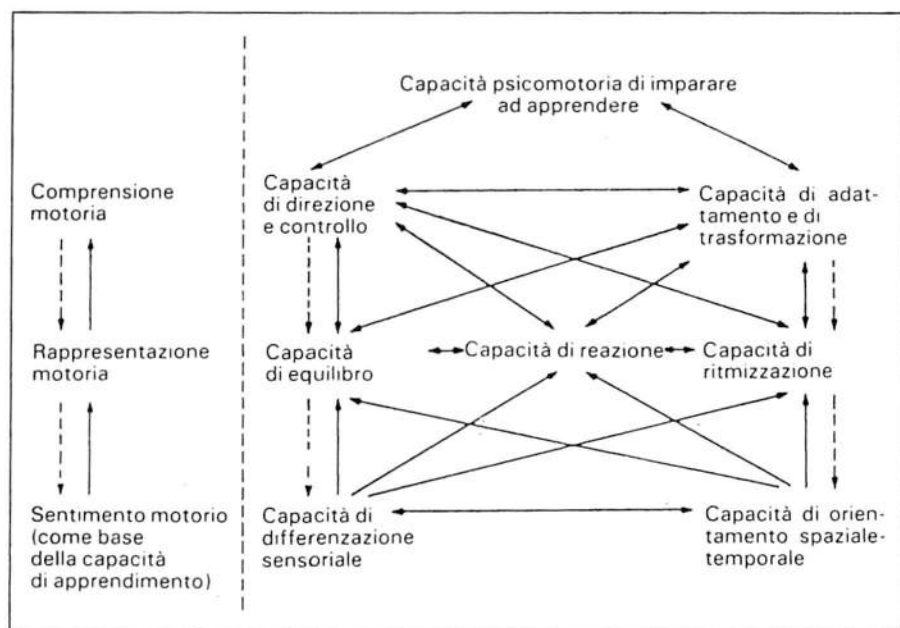 Capacità psicomotoria di imparare
ad apprendere
Comprensione
motoria
Capacità
di direzione
e controllo
Capacità di adat-
tamento e di
trasformazione
Rappresentazione
motoria
Capacità
di equilibro
Capacità di reazione
Capacità di
ritmizzazione
Sentimento motorio
(come base
della capacità
di apprendimento)
Capacità di
differenzazione
sensoriale
Capacità di orien-
tamento spaziale-
temporale